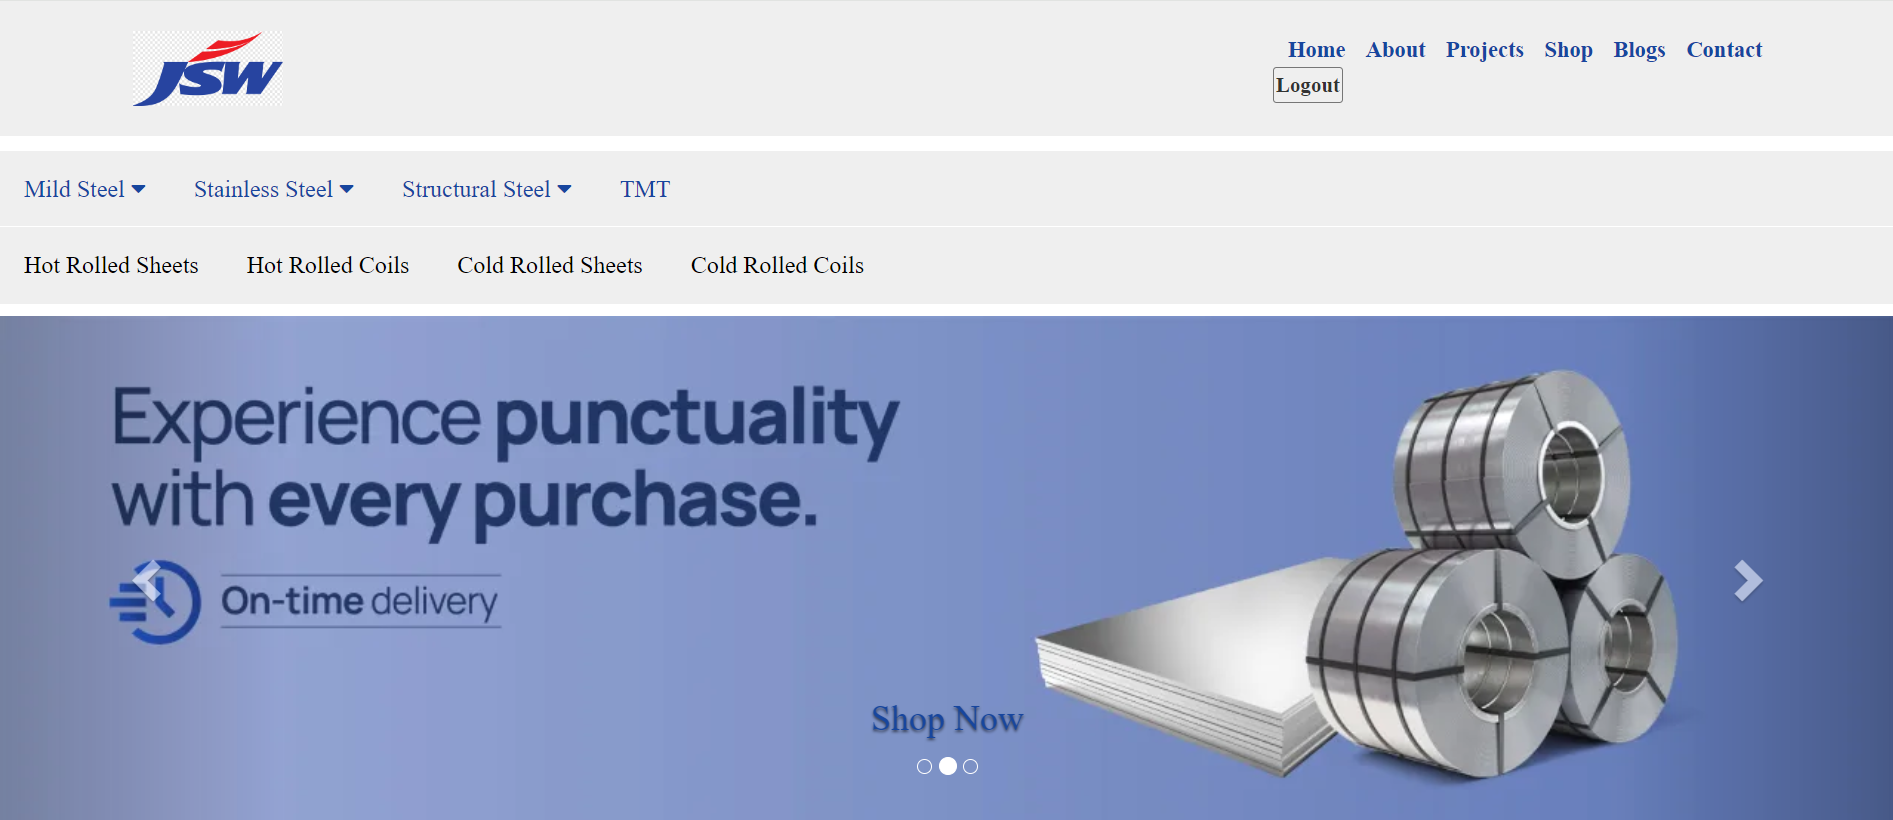 JSW
Home About Projects Shop Blogs Contact
Logout
Mild Steel Stainless Steel Structural Steel TMT
Hot Rolled Sheets Hot Rolled Coils Cold Rolled Sheets Cold Rolled Coils
Experience punctuality
with every purchase.
On-time delivery
Shop Now